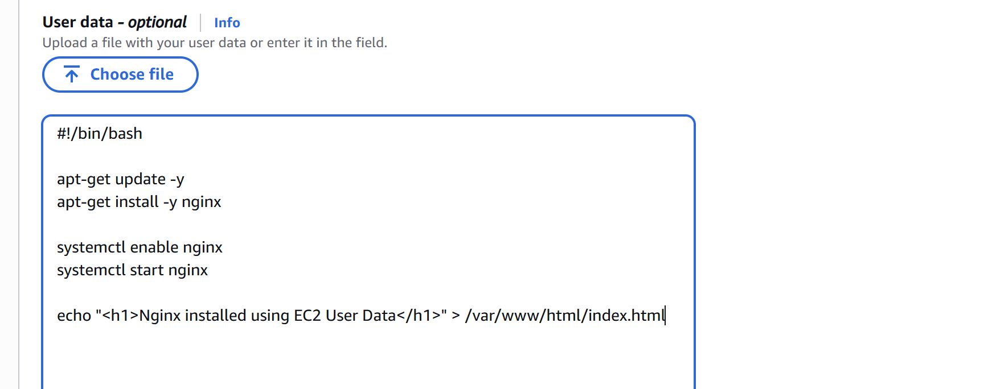 User data - optional Info
Upload a file with your user data or enter it in the field.
Choose file
#!/bin/bash
apt-get update -y
apt-get install -y nginx
systemctl enable nginx
systemctl start nginx
echo "<h1>Nginx installed using EC2 User Data</h1>" > /var/www/html/index.html